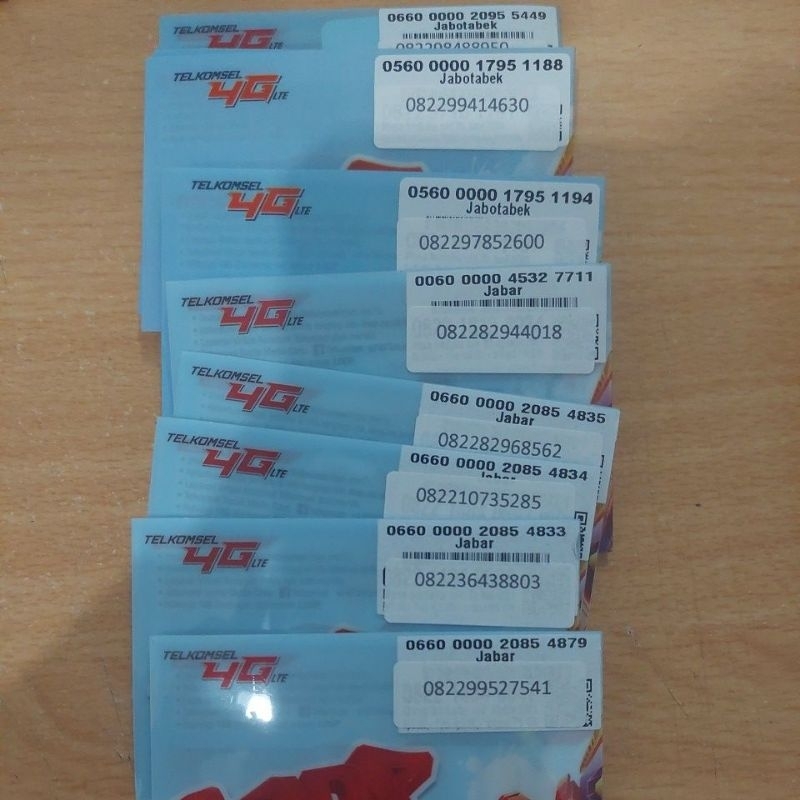 TELKOMSEL
4G LTE
0660 0000 2095 5449
Jabotabek
082298488950
TELKOMSEL
4G LTE
0560 0000 1795 1188
Jabotabek
082299414630
TELKOMSEL
4G LTE
0560 0000 1795 1194
Jabotabek
082297852600
TELKOMSEL
4G LTE
0060 0000 4532 7711
Jabar
082282944018
TELKOMSEL
4G LTE
0660 0000 2085 4835
Jabar
082282968562
TELKOMSEL
4G LTE
0660 0000 2085 4834
Jabar
082210735285
TELKOMSEL
4G LTE
0660 0000 2085 4833
Jabar
082236438803
TELKOMSEL
4G LTE
0660 0000 2085 4879
Jabar
082299527541